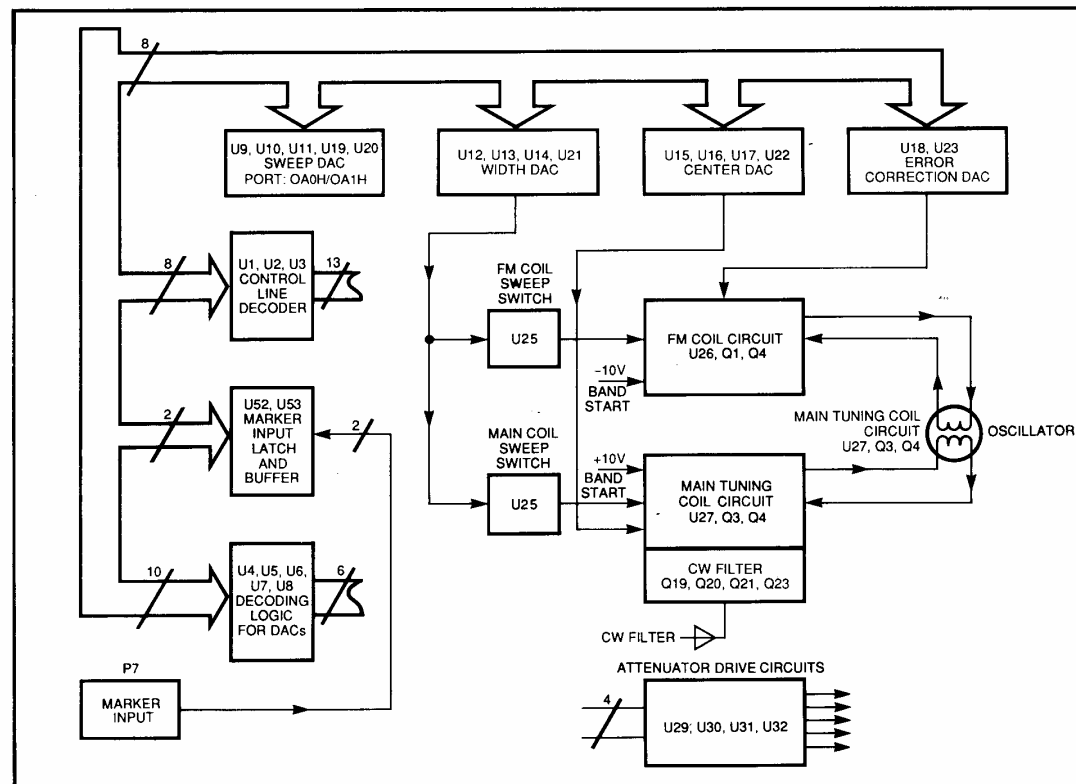 8
U9, U10, U11, U19, U20
SWEEP DAC
PORT: OA0H/OA1H
U12, U13, U14, U21
WIDTH DAC
U15, U16, U17, U22
CENTER DAC
U18, U23
ERROR
CORRECTION DAC
8
U1, U2, U3
CONTROL
LINE
DECODER
13
FM COIL
SWEEP
SWITCH
U25
FM COIL CIRCUIT
U26, Q1, Q4
–10V
BAND
START
2
U52, U53
MARKER
INPUT
LATCH
AND
BUFFER
2
MAIN COIL
SWEEP
SWITCH
U25
+10V
BAND
START
MAIN TUNING
COIL CIRCUIT
U27, Q3, Q4
MAIN TUNING COIL
CIRCUIT
U27, Q3, Q4
OSCILLATOR
10
U4, U5, U6,
U7, U8
DECODING
LOGIC
FOR DACs
6
CW FILTER
Q19, Q20, Q21, Q23
CW FILTER
P7
MARKER
INPUT
ATTENUATOR DRIVE CIRCUITS
4
U29; U30, U31, U32